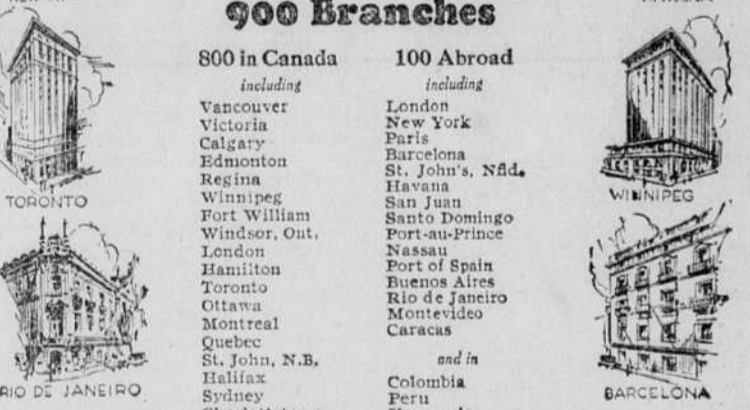 900 Branches
800 in Canada
including
Vancouver
Victoria
Calgary
Edmonton
Regina
Winnipeg
Fort William
Windsor, Ont.
London
Hamilton
Toronto
Ottawa
Montreal
Quebec
St. John, N.B.
Halifax
Sydney
100 Abroad
including
London
New York
Paris
Barcelona
St. John's, Nfld.
Havana
San Juan
Santo Domingo
Port-au-Prince
Nassau
Port of Spain
Buenos Aires
Rio de Janeiro
Montevideo
Caracas
and in
Colombia
Peru
TORONTO
RIO DE JANEIRO
WINNIPEG
BARCELONA